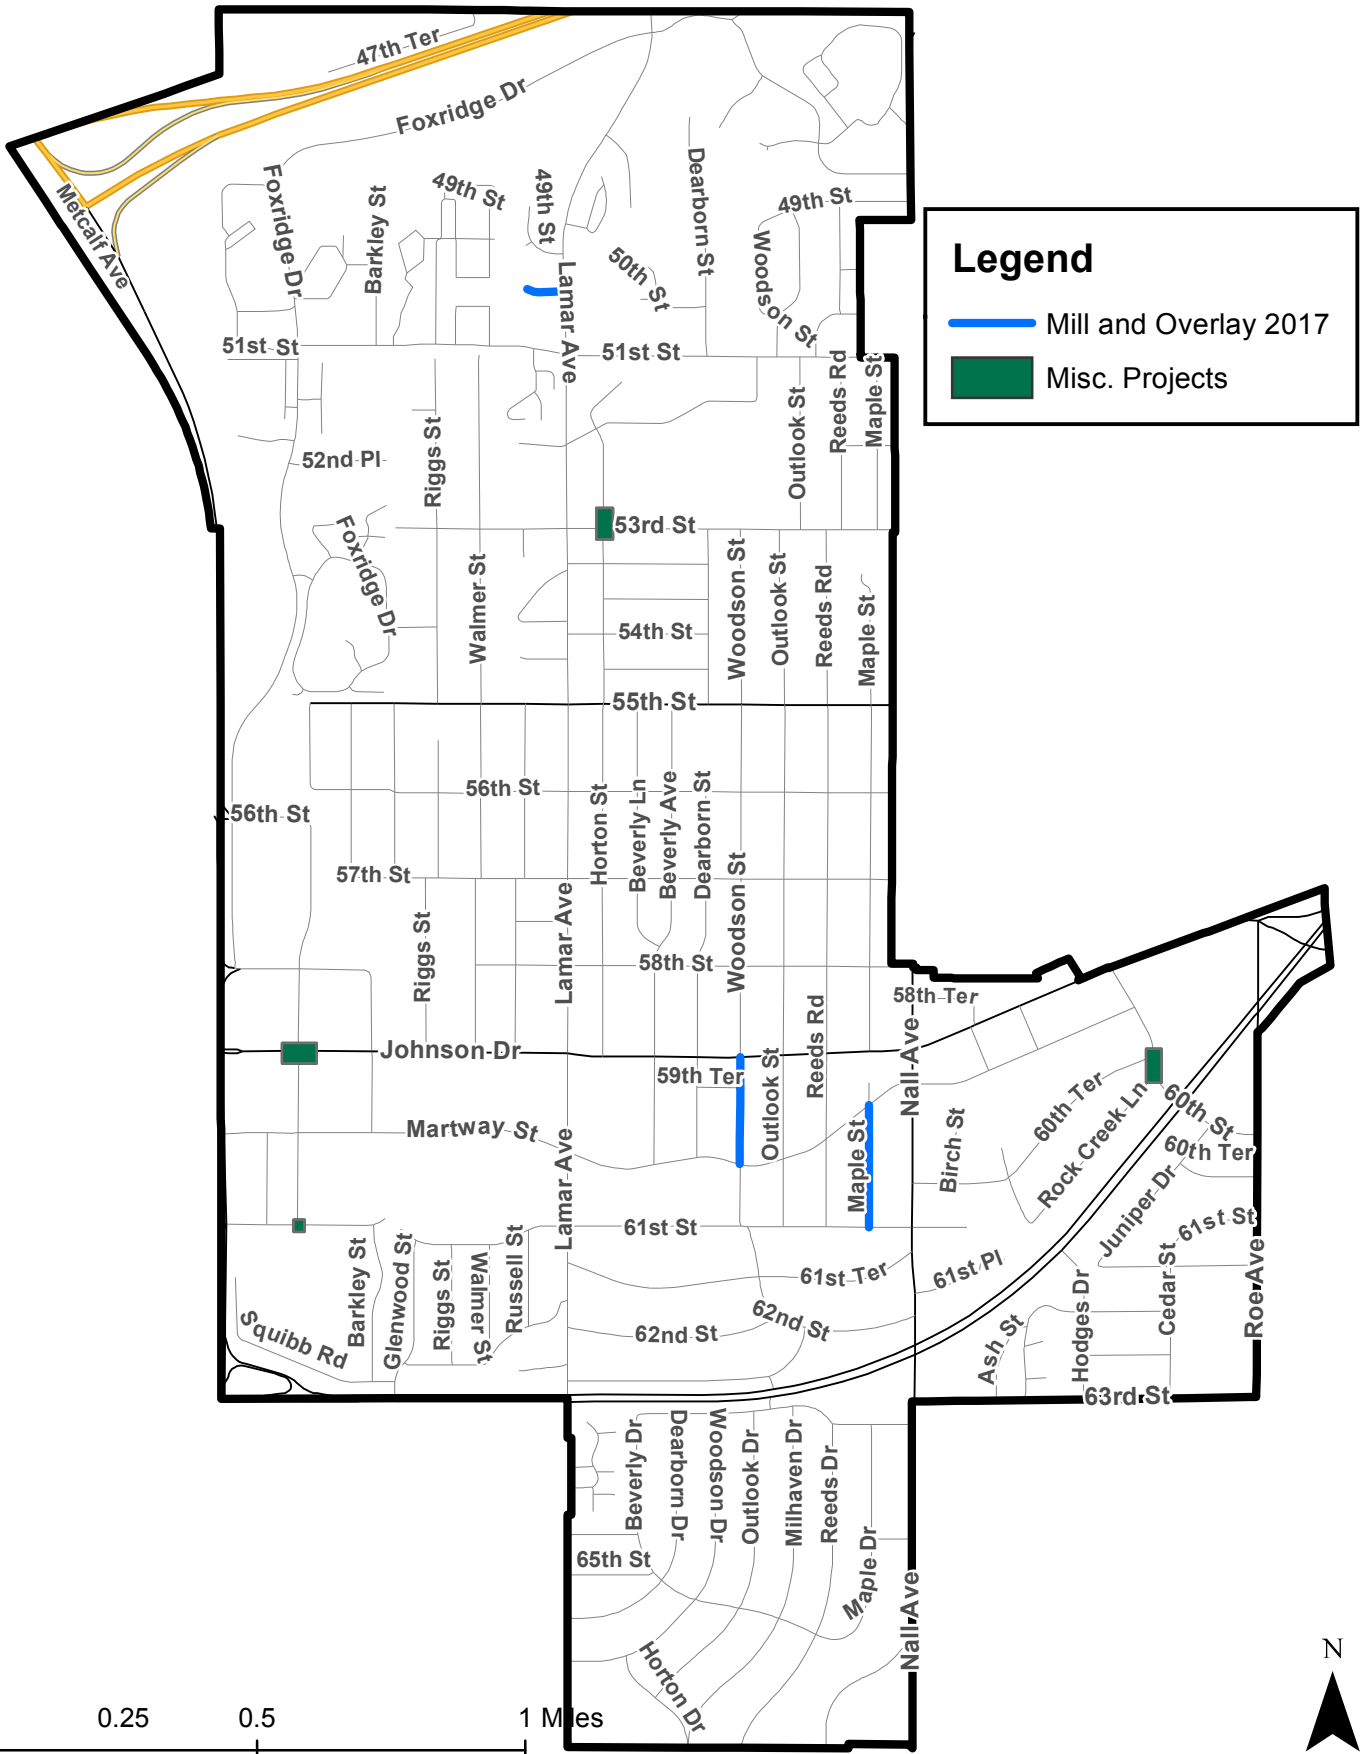 47th Ter
Foxridge Dr
Metcalf Ave
Foxridge Dr
Barkley St
49th St
49th St
Dearborn St
49th St
Woodson St
50th St
Lamar Ave
51st St
51st St
Legend
Mill and Overlay 2017
Misc. Projects
Outlook St
Reeds Rd
Maple St
52nd Pl
Riggs St
53rd St
Foxridge Dr
Walmer St
54th St
Woodson St
Outlook St
Reeds Rd
Maple St
55th St
56th St
56th St
Horton St
Beverly Ln
Beverly Ave
Dearborn St
57th St
Woodson St
Riggs St
Lamar Ave
58th St
58th Ter
Johnson Dr
59th Ter
Outlook St
Reeds Rd
Nall Ave
60th Ter
Rock Creek Ln
60th St
60th Ter
Martway St
Lamar Ave
Maple St
Birch St
Juniper Dr
61st St
61st St
61st Ter
61st Pl
Barkley St
Glenwood St
Riggs St
Walmer St
Russell St
Squibb Rd
62nd St
62nd St
Ash St
Hodges Dr
Cedar St
Roe Ave
63rd St
Beverly Dr
Dearborn Dr
Woodson Dr
Outlook Dr
Milhaven Dr
Reeds Dr
Maple Dr
65th St
Nall Ave
Horton Dr
N
0.25 0.5 1 Miles